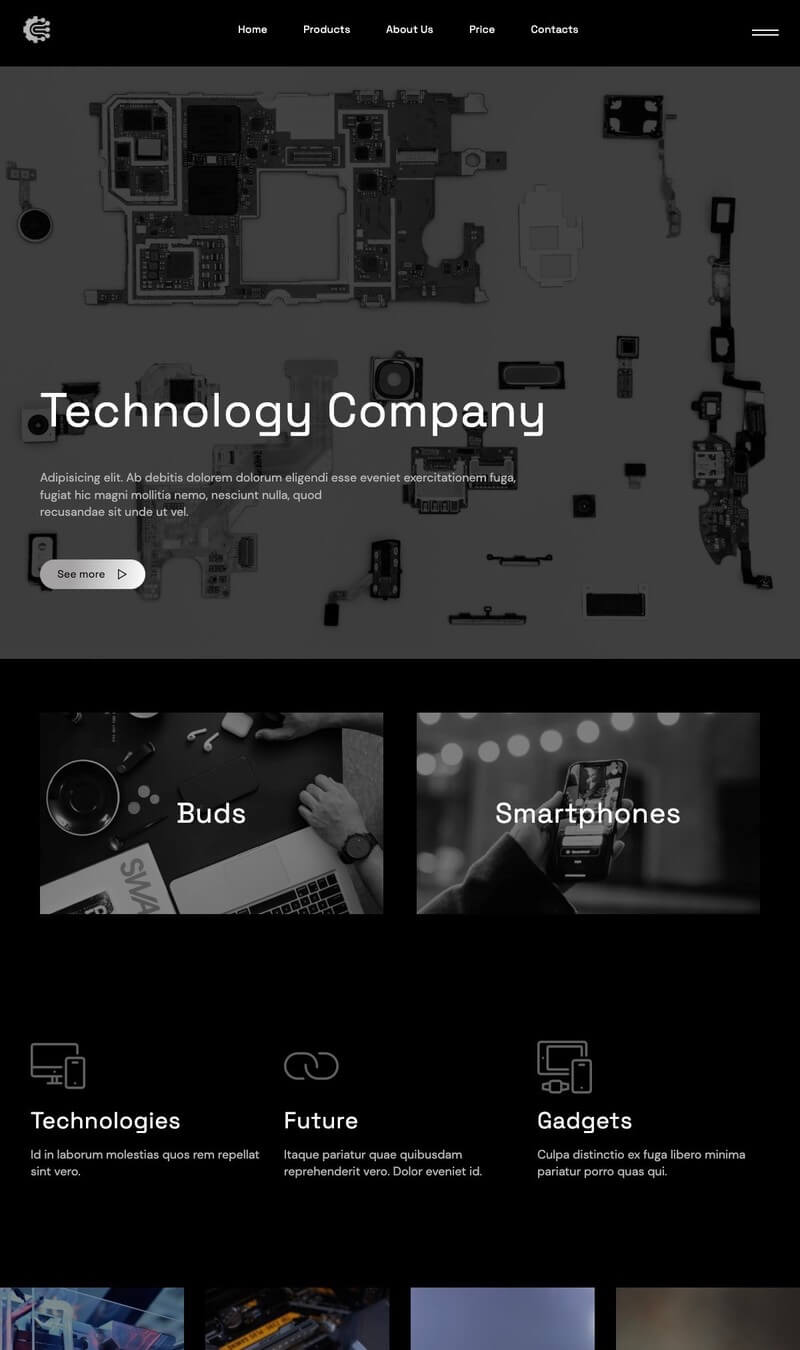 Home
Products
About Us
Price
Contacts
Technology Company
Adipisicing elit. Ab debitis dolorem dolorum eligendi esse eveniet exercitationem fuga,
fugiat hic magni mollitia nemo, nesciunt nulla, quod
recusandae sit unde ut vel.
See more
Buds
SWA
Smartphones
Technologies
Id in laborum molestias quos rem repellat
sint vero.
Future
Itaque pariatur quae quibusdam
reprehenderit vero. Dolor eveniet id.
Gadgets
Culpa distinctio ex fuga libero minima
pariatur porro quas qui.